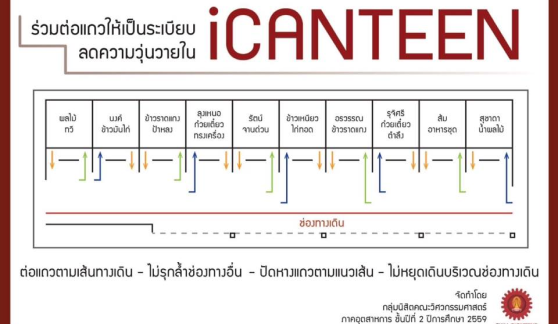 ร่วมต่อแถวให้เป็นระเบียบ
ลดความวุ่นวายใน
iCANTEEN
ผลไม้
ทวี
นงค์
ข้าวมันไก่
ข้าวราดแกง
ป้าหลง
ลุงเหนอ
ก๋วยเตี๋ยว
ทรงเครื่อง
รัตน์
จานด่วน
ข้าวเหนียว
ไก่ทอด
อรวรรณ
ข้าวราดแกง
รุจิศิริ
ก๋วยเตี๋ยว
ตำลึง
ส้ม
อาหารชุด
สุชาดา
น้ำผลไม้
ช่องทางเดิน
ต่อแถวตามเส้นทางเดิน - ไม่รุกล้ำช่องทางอื่น - ปัดหางแถวตามแนวเส้น - ไม่หยุดเดินบริเวณช่องทางเดิน
จัดทำโดย
กลุ่มนิสิตคณะวิศวกรรมศาสตร์
ภาคอุตสาหการ ชั้นปีที่ 2 ปีการศึกษา 2559